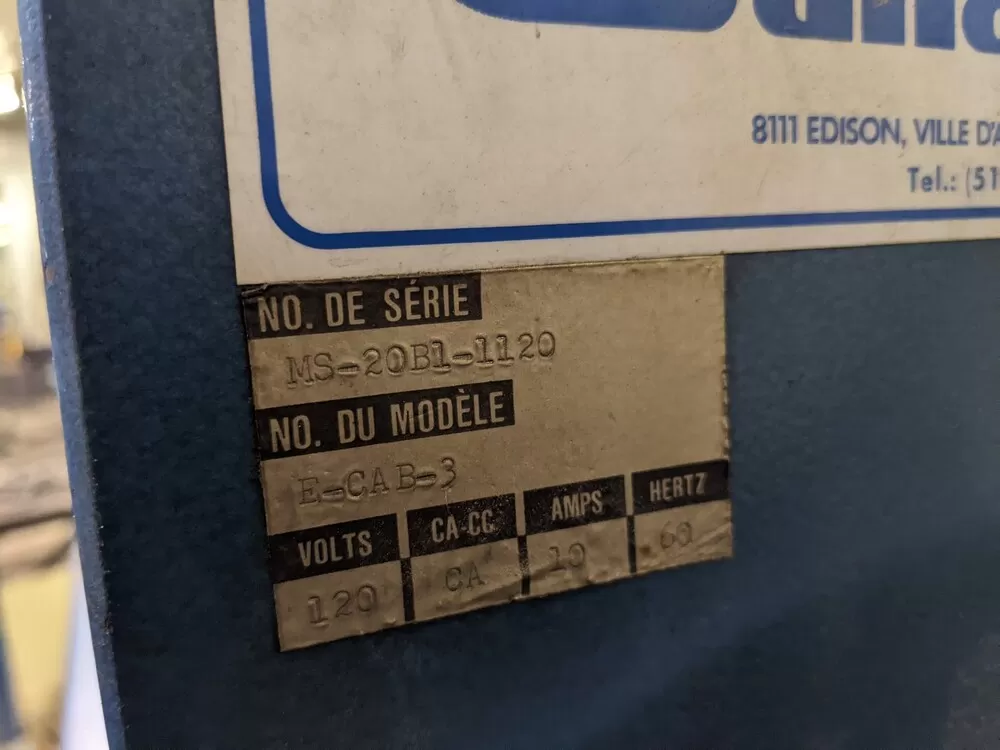 8111 EDISON, VILLE D'A
Tel.: (51
NO. DE SÉRIE
MS-20B1-1120
NO. DU MODÈLE
E-CAB-3
VOLTS CA-CC AMPS HERTZ
120 CA 10 60